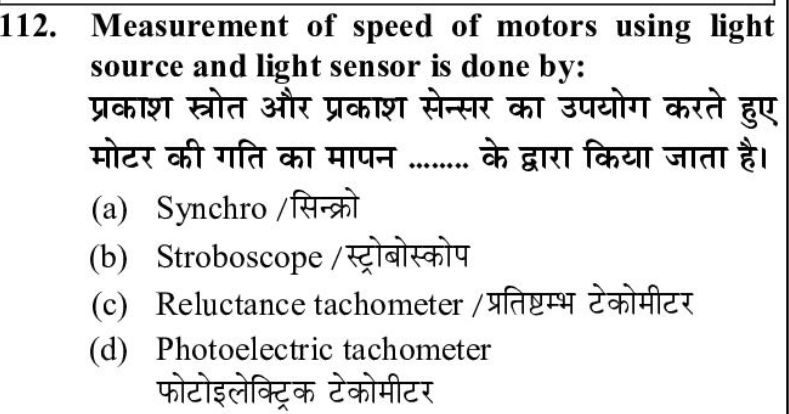 112. Measurement of speed of motors using light
source and light sensor is done by:
प्रकाश स्त्रोत और प्रकाश सेन्सर का उपयोग करते हुए
मोटर की गति का मापन ........ के द्वारा किया जाता है।
(a) Synchro /सिन्क्रो
(b) Stroboscope /स्ट्रोबोस्कोप
(c) Reluctance tachometer /प्रतिष्टम्भ टेकोमीटर
(d) Photoelectric tachometer
फोटोइलेक्ट्रिक टेकोमीटर